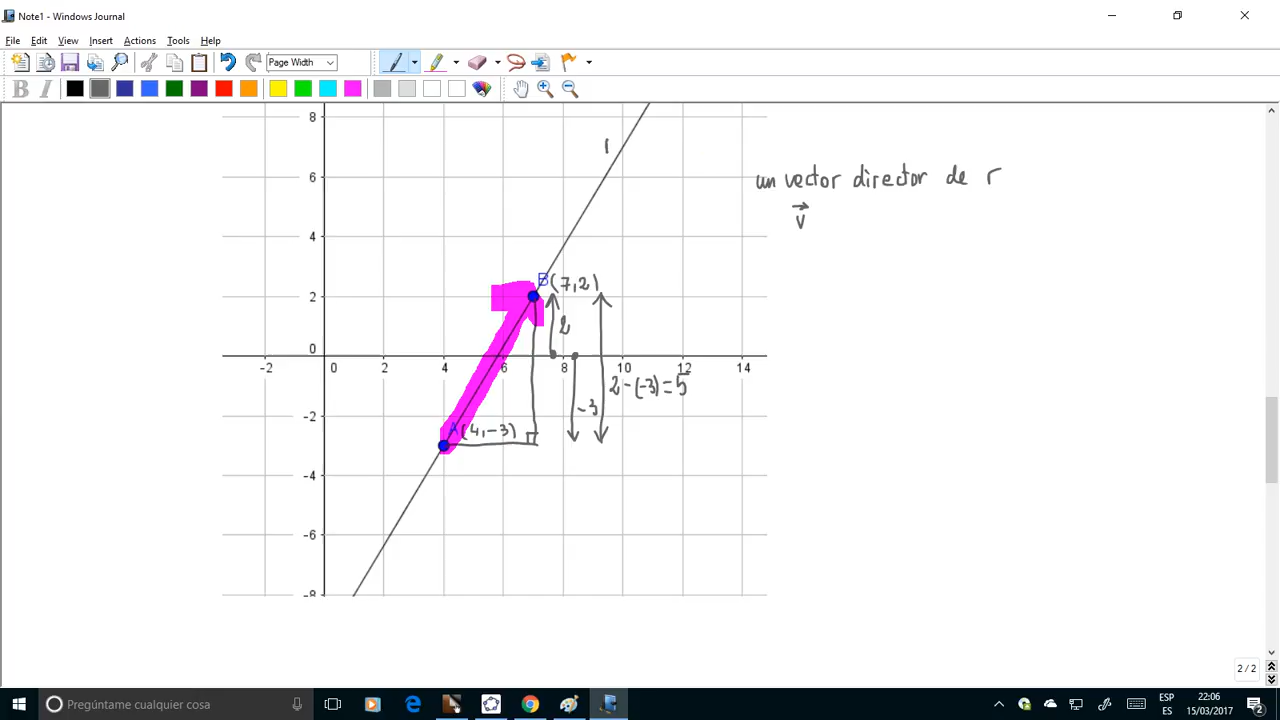 Note1 - Windows Journal
File Edit View Insert Actions Tools Help
Page Width
B I
8
6
4
2
0
-2
-4
-6
-8
-2 0 2 4 6 8 10 12 14
un vector director de r
v
B(7,2)
2
2-(-3)=5
-3
A(4,-3)
2 / 2
Pregúntame cualquier cosa
ESP
ES
22:06
15/03/2017
2